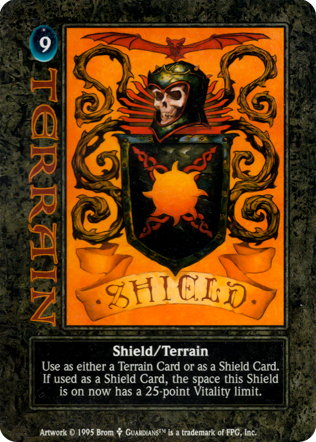 9
TERRAIN
SHIELD
Shield/Terrain
Use as either a Terrain Card or as a Shield Card.
If used as a Shield Card, the space this Shield
is on now has a 25-point Vitality limit.
Artwork © 1995 Brom ❖ GUARDIANS™ is a trademark of FPG, Inc.